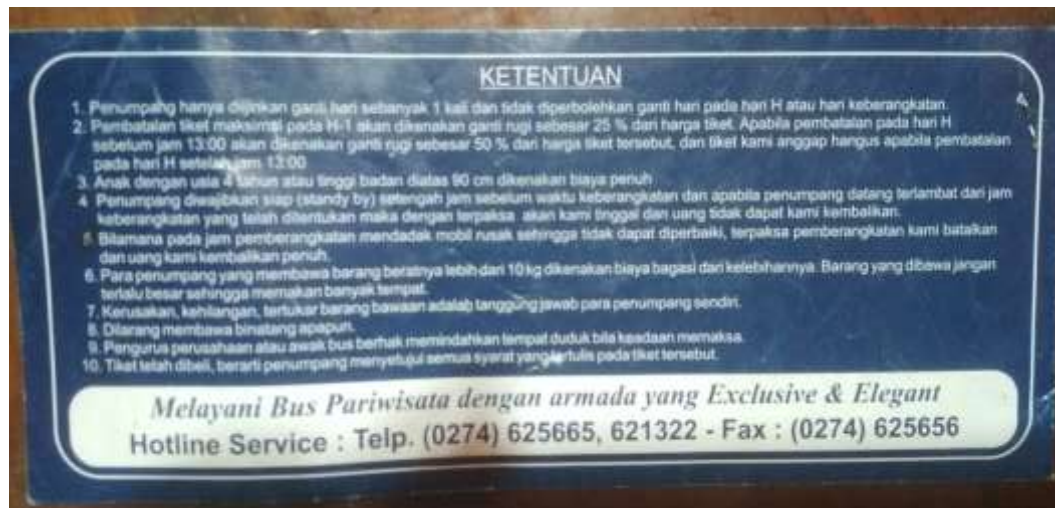 KETENTUAN
1. Penumpang hanya diijinkan ganti hari sebanyak 1 kali dan tidak diperbolehkan ganti hari pada hari H atau hari keberangkatan.
2. Pembatalan tiket maksimal pada H-1 akan dikenakan ganti rugi sebesar 25 % dari harga tiket. Apabila pembatalan pada hari H
sebelum jam 13:00 akan dikenakan ganti rugi sebesar 50 % dari harga tiket tersebut, dan tiket kami anggap hangus apabila pembatalan
pada hari H setelah jam 13:00
3. Anak dengan usia 4 tahun atau tinggi badan diatas 90 cm dikenakan biaya penuh
4. Penumpang diwajibkan siap (standy by) setengah jam sebelum waktu keberangkatan dan apabila penumpang datang terlambat dari jam
keberangkatan yang telah ditentukan maka dengan terpaksa akan kami tinggal dan uang tidak dapat kami kembalikan.
5. Bilamana pada jam pemberangkatan mendadak mobil rusak sehingga tidak dapat diperbaiki, terpaksa pemberangkatan kami batalkan
dan uang kami kembalikan penuh.
6. Para penumpang yang membawa barang beratnya lebih dari 10 kg dikenakan biaya bagasi dari kelebihannya. Barang yang dibawa jangan
terlalu besar sehingga memakan banyak tempat.
7. Kerusakan, kehilangan, tertukar barang bawaan adalab tanggung jawab para penumpang sendiri.
8. Dilarang membawa binatang apapun.
9. Pengurus perusahaan atau awak bus berhak memindahkan tempat duduk bila keadaan memaksa.
10. Tiket telah dibeli, berarti penumpang menyetujui semua syarat yang tertulis pada tiket tersebut.
Melayani Bus Pariwisata dengan armada yang Exclusive & Elegant
Hotline Service : Telp. (0274) 625665, 621322 - Fax : (0274) 625656